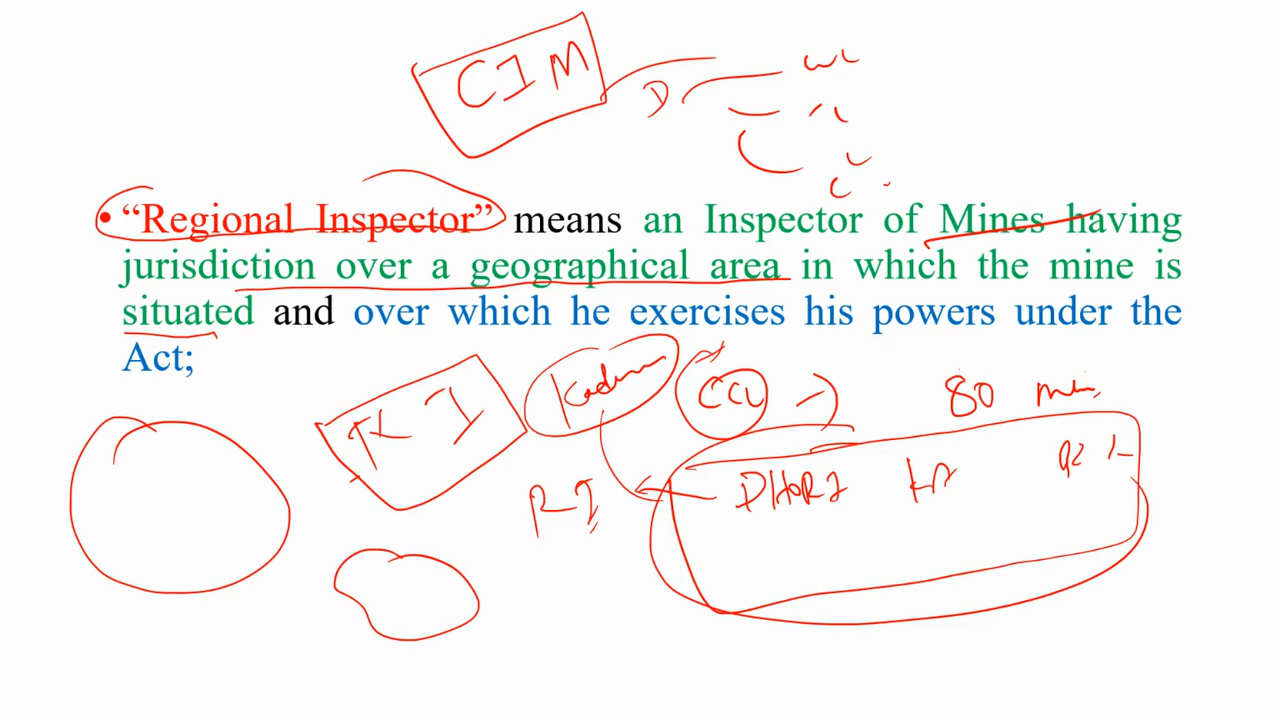 CIM
D
WC
• “Regional Inspector” means an Inspector of Mines having
jurisdiction over a geographical area in which the mine is
situated and over which he exercises his powers under the
Act;
RI
CCL
80
RI
DHORI